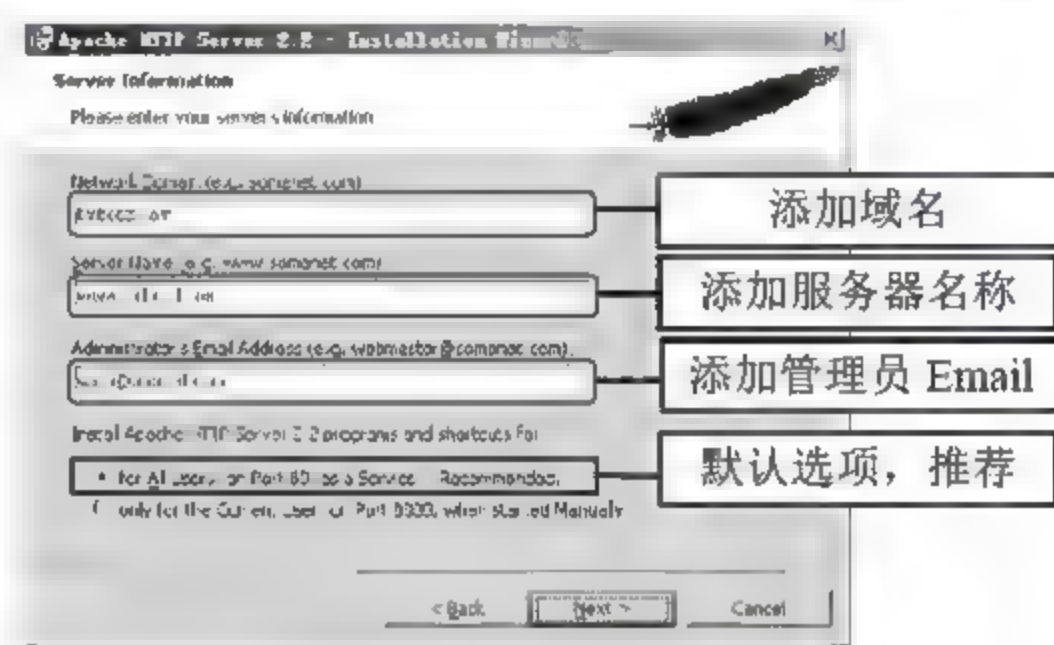 Apache HTTP Server 2.2 - Installation Wizard
Server Information
Please enter your server's information.
Network Domain (e.g. somenet.com)
添加域名
Server Name (e.g. www.somenet.com)
添加服务器名称
Administrator's Email Address (e.g. webmaster@somenet.com)
添加管理员 Email
Install Apache HTTP Server 2.2 programs and shortcuts for:
for All Users, on Port 80, as a Service -- Recommended.
默认选项，推荐
only for the Current User, on Port 8080, when started Manually.
< Back
Next >
Cancel